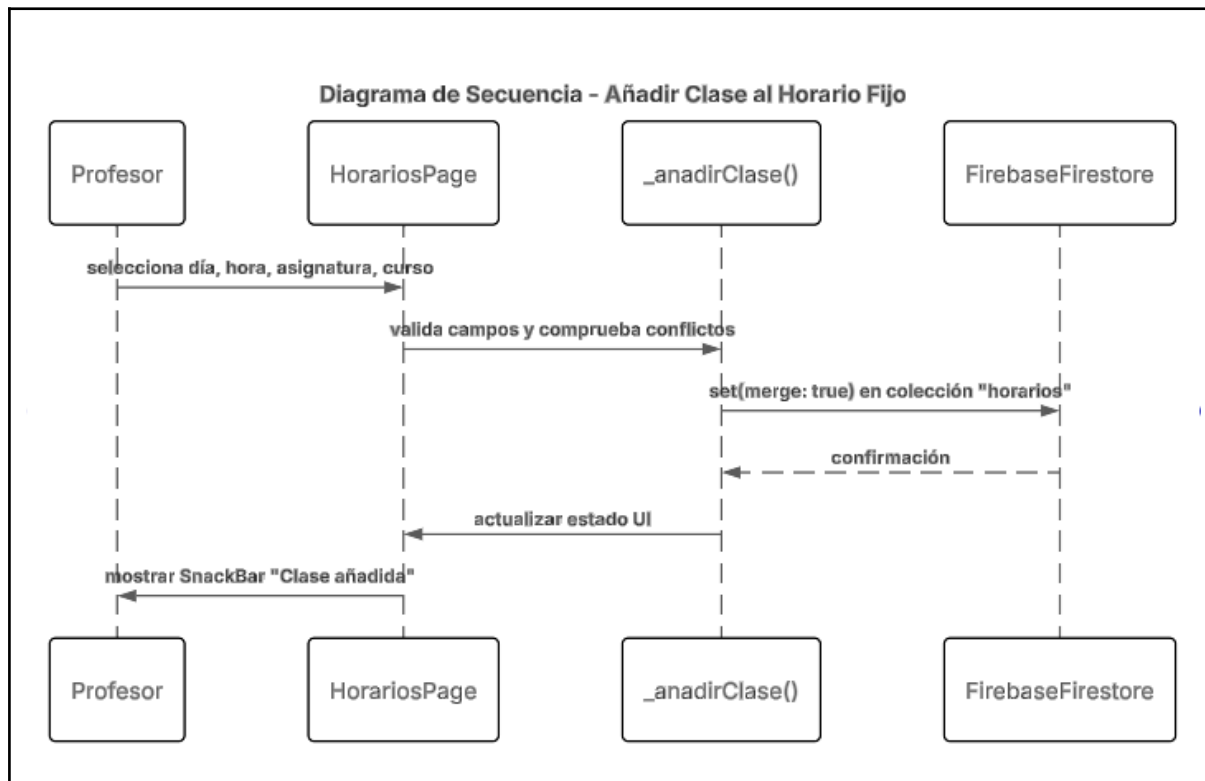 Diagrama de Secuencia - Añadir Clase al Horario Fijo
Profesor
HorariosPage
_anadirClase()
FirebaseFirestore
selecciona día, hora, asignatura, curso
valida campos y comprueba conflictos
set(merge: true) en colección "horarios"
confirmación
actualizar estado UI
mostrar SnackBar "Clase añadida"
Profesor
HorariosPage
_anadirClase()
FirebaseFirestore